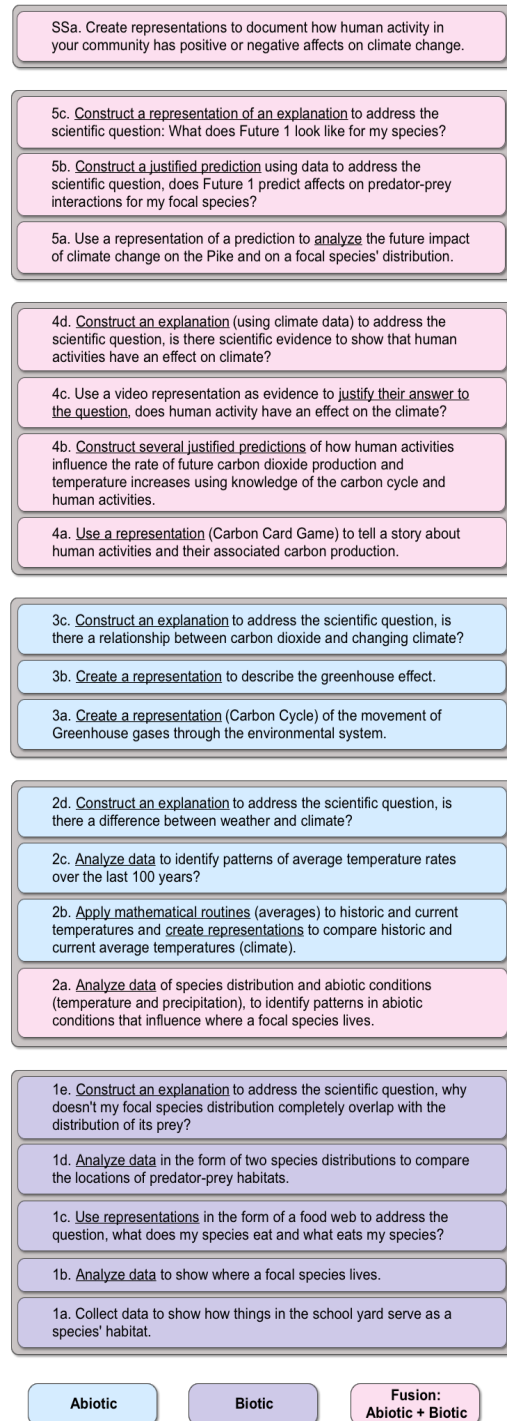 SSa. Create representations to document how human activity in
your community has positive or negative affects on climate change.
5c. Construct a representation of an explanation to address the
scientific question: What does Future 1 look like for my species?
5b. Construct a justified prediction using data to address the
scientific question, does Future 1 predict affects on predator-prey
interactions for my focal species?
5a. Use a representation of a prediction to analyze the future impact
of climate change on the Pike and on a focal species' distribution.
4d. Construct an explanation (using climate data) to address the
scientific question, is there scientific evidence to show that human
activities have an effect on climate?
4c. Use a video representation as evidence to justify their answer to
the question, does human activity have an effect on the climate?
4b. Construct several justified predictions of how human activities
influence the rate of future carbon dioxide production and
temperature increases using knowledge of the carbon cycle and
human activities.
4a. Use a representation (Carbon Card Game) to tell a story about
human activities and their associated carbon production.
3c. Construct an explanation to address the scientific question, is
there a relationship between carbon dioxide and changing climate?
3b. Create a representation to describe the greenhouse effect.
3a. Create a representation (Carbon Cycle) of the movement of
Greenhouse gases through the environmental system.
2d. Construct an explanation to address the scientific question, is
there a difference between weather and climate?
2c. Analyze data to identify patterns of average temperature rates
over the last 100 years?
2b. Apply mathematical routines (averages) to historic and current
temperatures and create representations to compare historic and
current average temperatures (climate).
2a. Analyze data of species distribution and abiotic conditions
(temperature and precipitation), to identify patterns in abiotic
conditions that influence where a focal species lives.
1e. Construct an explanation to address the scientific question, why
doesn't my focal species distribution completely overlap with the
distribution of its prey?
1d. Analyze data in the form of two species distributions to compare
the locations of predator-prey habitats.
1c. Use representations in the form of a food web to address the
question, what does my species eat and what eats my species?
1b. Analyze data to show where a focal species lives.
1a. Collect data to show how things in the school yard serve as a
species' habitat.
Abiotic
Biotic
Fusion:
Abiotic + Biotic